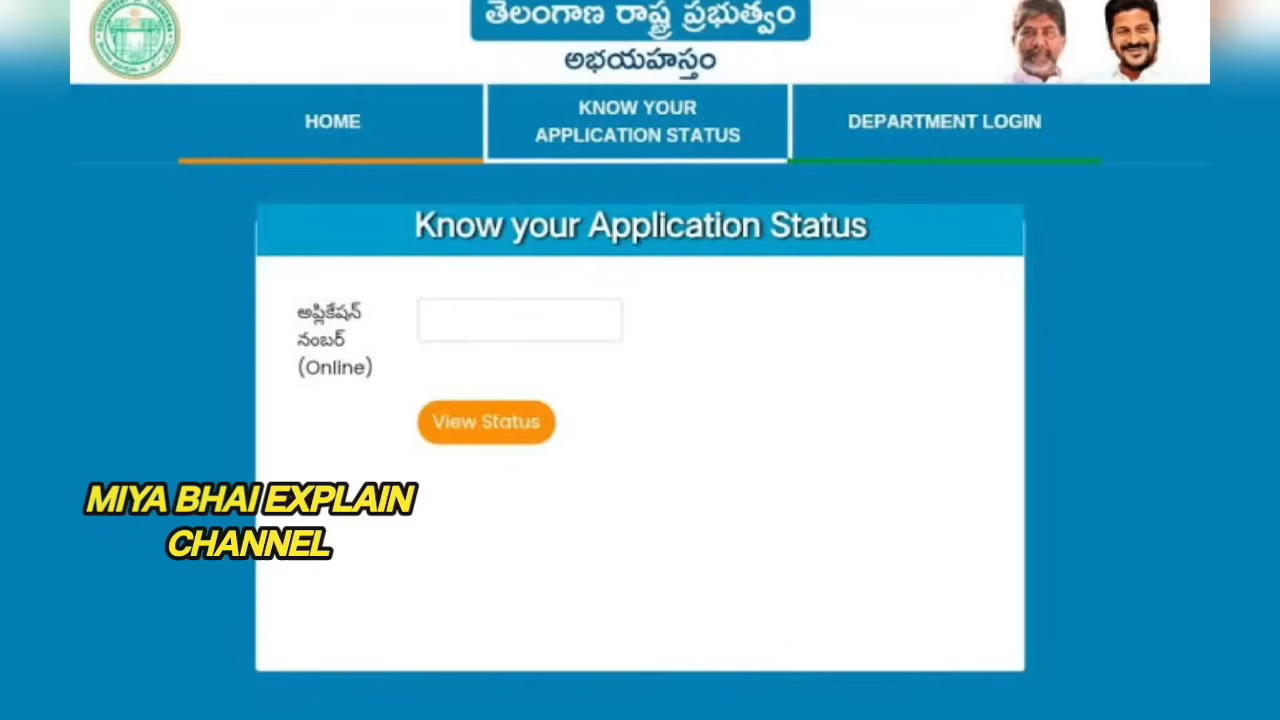 తెలంగాణ రాష్ట్ర ప్రభుత్వం
అభయహస్తం
HOME
KNOW YOUR
APPLICATION STATUS
DEPARTMENT LOGIN
Know your Application Status
అప్లికేషన్
నంబర్
(Online)
View Status
MIYA BHAI EXPLAIN
CHANNEL